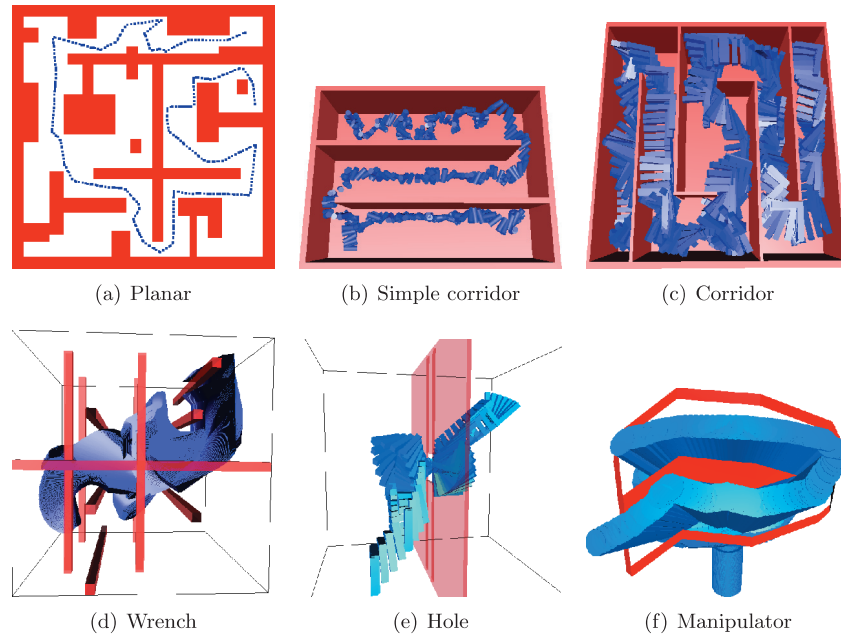 (a) Planar
(b) Simple corridor
(c) Corridor
(d) Wrench
(e) Hole
(f) Manipulator